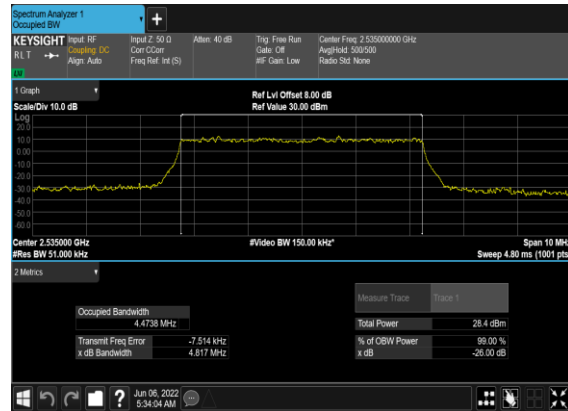 Spectrum Analyzer 1
Occupied BW
+
KEYSIGHT Input: RF Input Z: 50 Ω Atten: 40 dB Trig: Free Run Center Freq: 2.535000000 GHz
RLT Coupling: DC Corr CCorr Gate: Off Avg|Hold: 500/500
Align: Auto Freq Ref: Int (S) #IF Gain: Low Radio Std: None
1 Graph
Ref Lvl Offset 8.00 dB
Scale/Div 10.0 dB Ref Value 30.00 dBm
Log
20.0
10.0
0.00
-10.0
-20.0
-30.0
-40.0
-50.0
-60.0
Center 2.535000 GHz #Video BW 150.00 kHz* Span 10 MHz
#Res BW 51.000 kHz Sweep 4.80 ms (1001 pts)
2 Metrics
Measure Trace Trace 1
Occupied Bandwidth
4.4738 MHz Total Power 28.4 dBm
Transmit Freq Error -7.514 kHz % of OBW Power 99.00 %
x dB Bandwidth 4.817 MHz x dB -26.00 dB
? Jun 06, 2022
5:34:04 AM